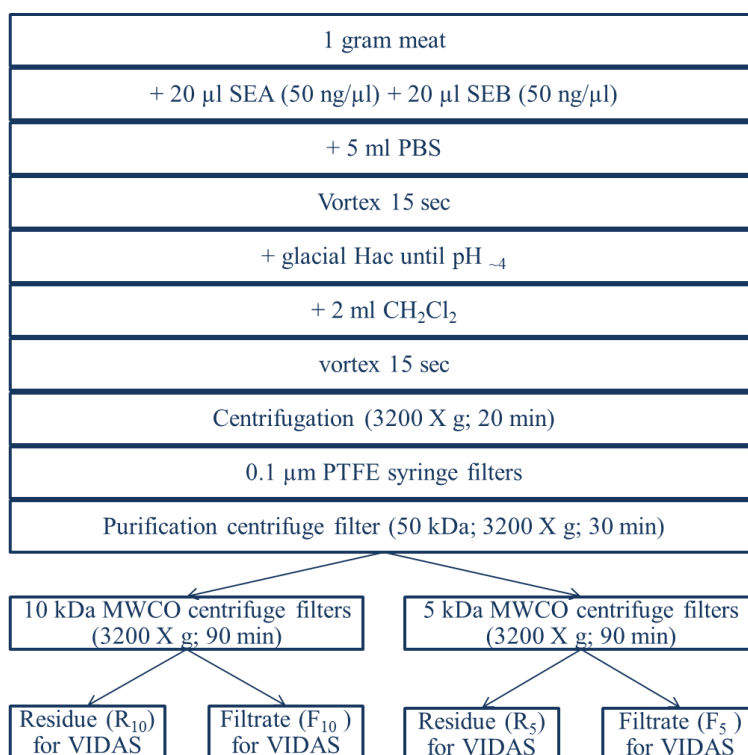 1 gram meat
+ 20 µl SEA (50 ng/µl) + 20 µl SEB (50 ng/µl)
+ 5 ml PBS
Vortex 15 sec
+ glacial Hac until pH ~4
+ 2 ml CH₂Cl₂
vortex 15 sec
Centrifugation (3200 X g; 20 min)
0.1 µm PTFE syringe filters
Purification centrifuge filter (50 kDa; 3200 X g; 30 min)
10 kDa MWCO centrifuge filters
(3200 X g; 90 min)
5 kDa MWCO centrifuge filters
(3200 X g; 90 min)
Residue (R₁₀)
for VIDAS
Filtrate (F₁₀ )
for VIDAS
Residue (R₅)
for VIDAS
Filtrate (F₅ )
for VIDAS